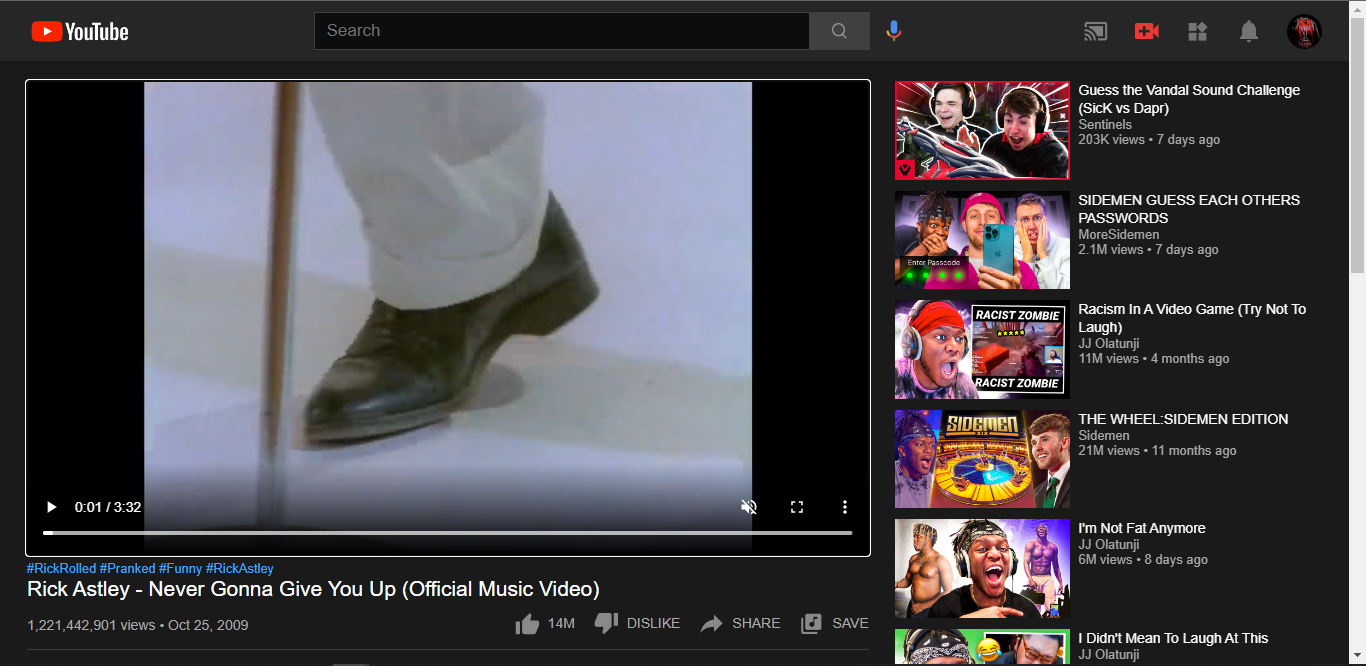 YouTube
Search
0:01 / 3:32
#RickRolled #Pranked #Funny #RickAstley
Rick Astley - Never Gonna Give You Up (Official Music Video)
1,221,442,901 views • Oct 25, 2009
14M
DISLIKE
SHARE
SAVE
Guess the Vandal Sound Challenge
(SicK vs Dapr)
Sentinels
203K views • 7 days ago
Enter Passcode
SIDEMEN GUESS EACH OTHERS
PASSWORDS
MoreSidemen
2.1M views • 7 days ago
RACIST ZOMBIE
RACIST ZOMBIE
Racism In A Video Game (Try Not To
Laugh)
JJ Olatunji
11M views • 4 months ago
SIDEMEN
THE WHEEL:SIDEMEN EDITION
Sidemen
21M views • 11 months ago
I'm Not Fat Anymore
JJ Olatunji
6M views • 8 days ago
I Didn't Mean To Laugh At This
JJ Olatunji